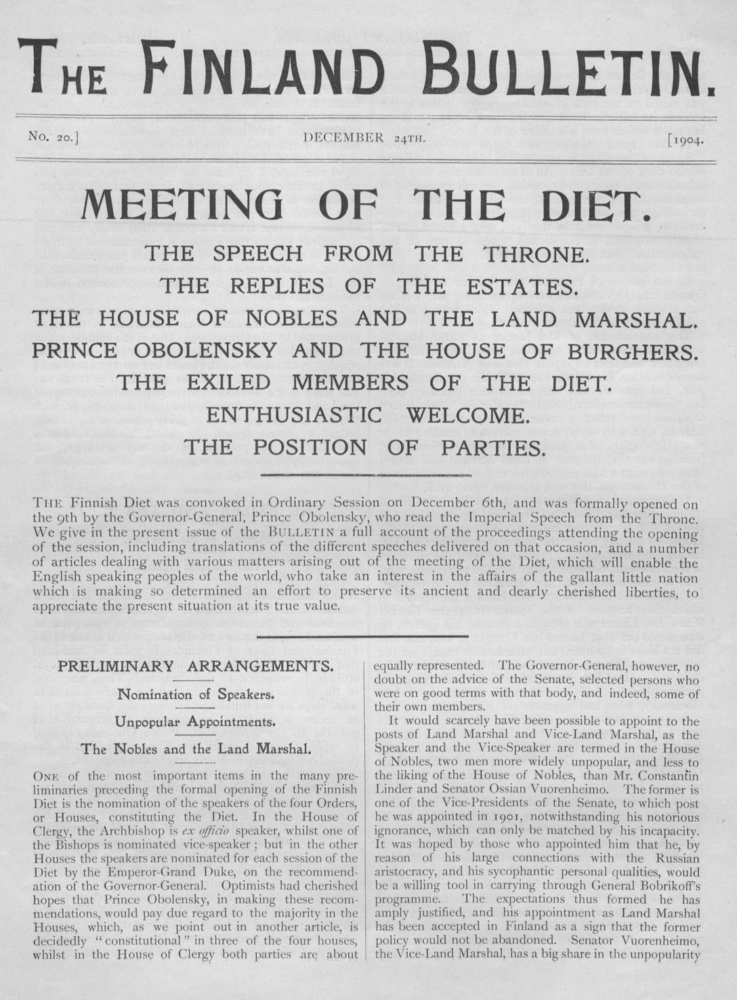 THE FINLAND BULLETIN.
No. 20.] DECEMBER 24TH. [1904.
MEETING OF THE DIET.
THE SPEECH FROM THE THRONE.
THE REPLIES OF THE ESTATES.
THE HOUSE OF NOBLES AND THE LAND MARSHAL.
PRINCE OBOLENSKY AND THE HOUSE OF BURGHERS.
THE EXILED MEMBERS OF THE DIET.
ENTHUSIASTIC WELCOME.
THE POSITION OF PARTIES.
THE Finnish Diet was convoked in Ordinary Session on December 6th, and was formally opened on
the 9th by the Governor-General, Prince Obolensky, who read the Imperial Speech from the Throne.
We give in the present issue of the BULLETIN a full account of the proceedings attending the opening
of the session, including translations of the different speeches delivered on that occasion, and a number
of articles dealing with various matters arising out of the meeting of the Diet, which will enable the
English speaking peoples of the world, who take an interest in the affairs of the gallant little nation
which is making so determined an effort to preserve its ancient and dearly cherished liberties, to
appreciate the present situation at its true value.
PRELIMINARY ARRANGEMENTS.
Nomination of Speakers.
Unpopular Appointments.
The Nobles and the Land Marshal.
ONE of the most important items in the many pre-
liminaries preceding the formal opening of the Finnish
Diet is the nomination of the speakers of the four Orders,
or Houses, constituting the Diet. In the House of
Clergy, the Archbishop is ex officio speaker, whilst one of
the Bishops is nominated vice-speaker; but in the other
Houses the speakers are nominated for each session of the
Diet by the Emperor-Grand Duke, on the recommend-
ation of the Governor-General. Optimists had cherished
hopes that Prince Obolensky, in making these recom-
mendations, would pay due regard to the majority in the
Houses, which, as we point out in another article, is
decidedly "constitutional" in three of the four houses,
whilst in the House of Clergy both parties are about
equally represented. The Governor-General, however, no
doubt on the advice of the Senate, selected persons who
were on good terms with that body, and indeed, some of
their own members.
It would scarcely have been possible to appoint to the
posts of Land Marshal and Vice-Land Marshal, as the
Speaker and the Vice-Speaker are termed in the House
of Nobles, two men more widely unpopular, and less to
the liking of the House of Nobles, than Mr. Constantin
Linder and Senator Ossian Vuorenheimo. The former is
one of the Vice-Presidents of the Senate, to which post
he was appointed in 1901, notwithstanding his notorious
ignorance, which can only be matched by his incapacity.
It was hoped by those who appointed him that he, by
reason of his large connections with the Russian
aristocracy, and his sycophantic personal qualities, would
be a willing tool in carrying through General Bobrikoff's
programme. The expectations thus formed he has
amply justified, and his appointment as Land Marshal
has been accepted in Finland as a sign that the former
policy would not be abandoned. Senator Vuorenheimo,
the Vice-Land Marshal, has a big share in the unpopularity